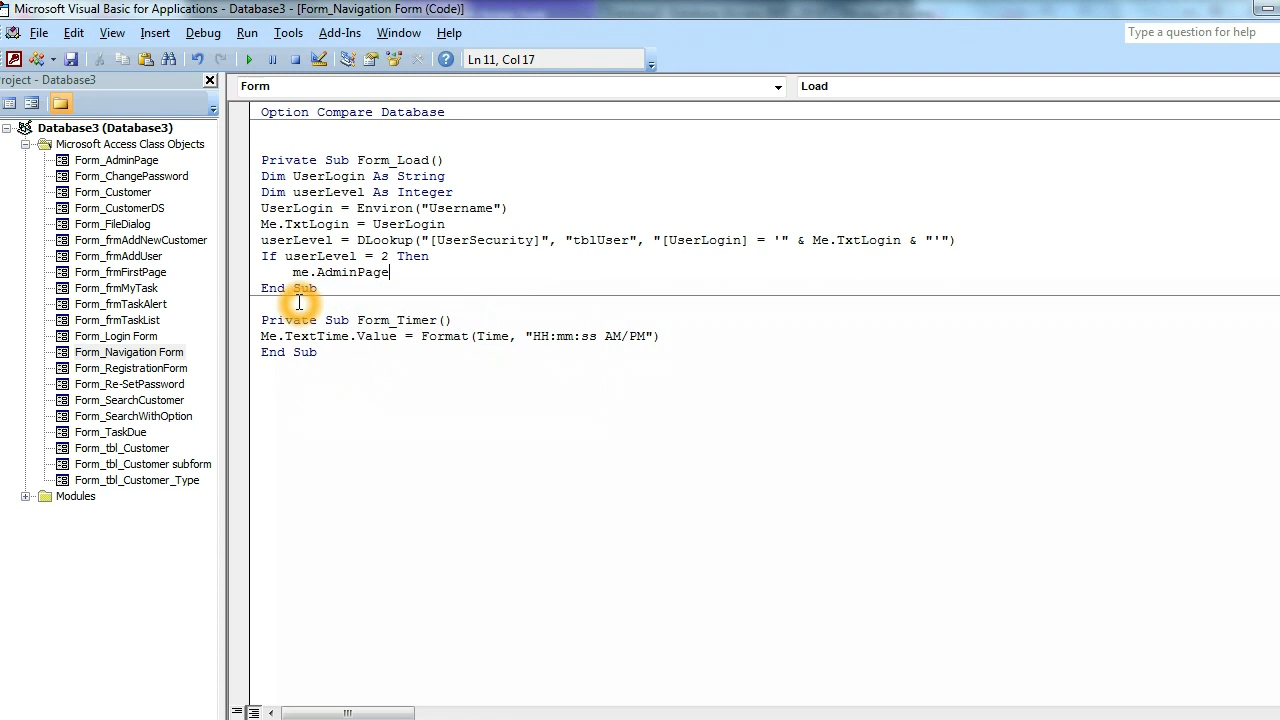 Microsoft Visual Basic for Applications - Database3 - [Form_Navigation Form (Code)]
File Edit View Insert Debug Run Tools Add-Ins Window Help
Type a question for help
Ln 11, Col 17
roject - Database3
Form
Load
Database3 (Database3)
Microsoft Access Class Objects
Form_AdminPage
Form_ChangePassword
Form_Customer
Form_CustomerDS
Form_FileDialog
Form_frmAddNewCustomer
Form_frmAddUser
Form_frmFirstPage
Form_frmMyTask
Form_frmTaskAlert
Form_frmTaskList
Form_Login Form
Form_Navigation Form
Form_RegistrationForm
Form_Re-SetPassword
Form_SearchCustomer
Form_SearchWithOption
Form_TaskDue
Form_tbl_Customer
Form_tbl_Customer subform
Form_tbl_Customer_Type
Modules
Option Compare Database
Private Sub Form_Load()
Dim UserLogin As String
Dim userLevel As Integer
UserLogin = Environ("Username")
Me.TxtLogin = UserLogin
userLevel = DLookup("[UserSecurity]", "tblUser", "[UserLogin] = '" & Me.TxtLogin & "'")
If userLevel = 2 Then
me.AdminPage
End Sub
Private Sub Form_Timer()
Me.TextTime.Value = Format(Time, "HH:mm:ss AM/PM")
End Sub